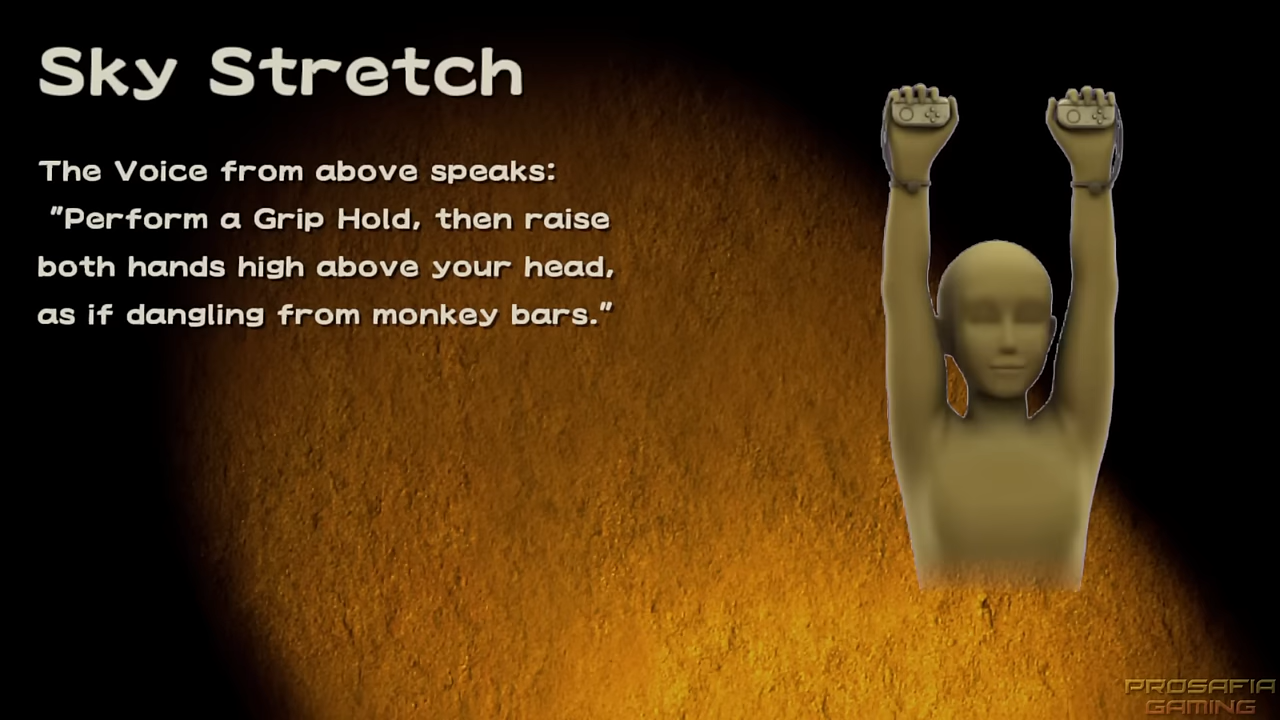 Sky Stretch
The Voice from above speaks:
"Perform a Grip Hold, then raise
both hands high above your head,
as if dangling from monkey bars."
PROSAFIA
GAMING